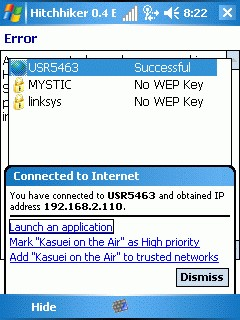 Hitchhiker 0.4 8:22
Error
USR5463 Successful
MYSTIC No WEP Key
linksys No WEP Key
Connected to Internet
You have connected to USR5463 and obtained IP
address 192.168.2.110.
Launch an application
Mark "Kasuei on the Air" as High priority
Add "Kasuei on the Air" to trusted networks
Dismiss
Hide